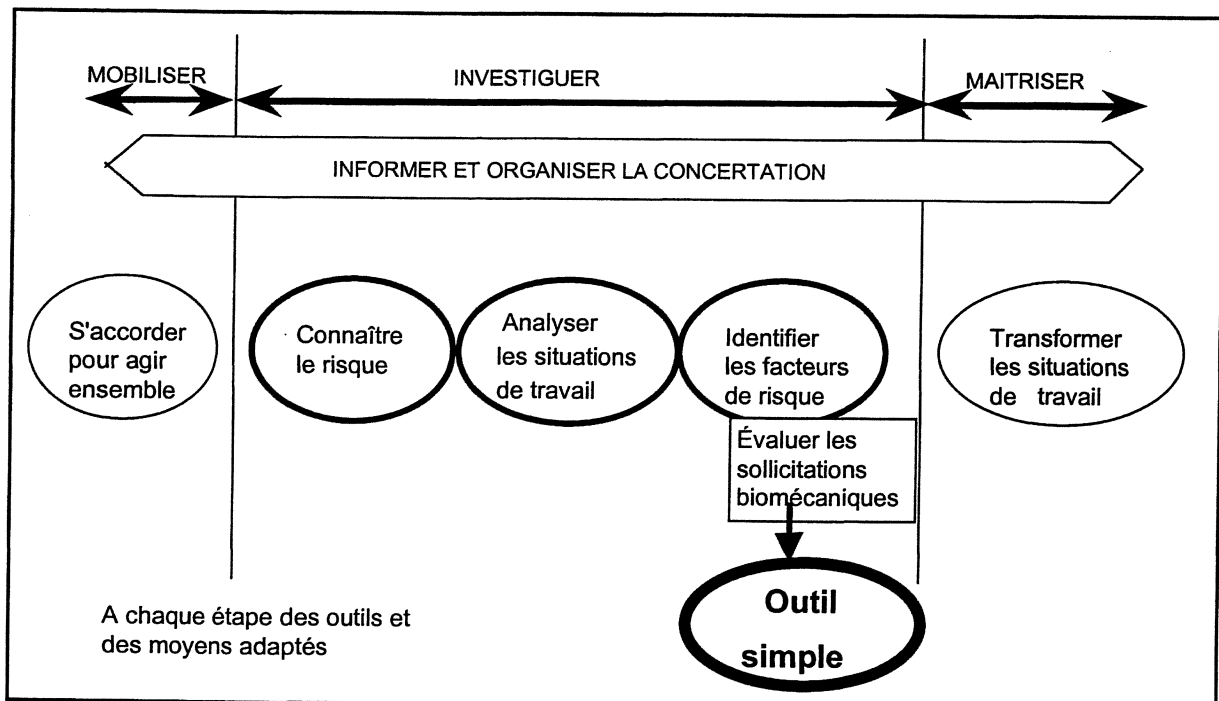 MOBILISER
INVESTIGUER
MAITRISER
INFORMER ET ORGANISER LA CONCERTATION
S'accorder
pour agir
ensemble
Connaître
le risque
Analyser
les situations
de travail
Identifier
les facteurs
de risque
Transformer
les situations
de travail
Évaluer les
sollicitations
biomécaniques
Outil
simple
A chaque étape des outils et
des moyens adaptés